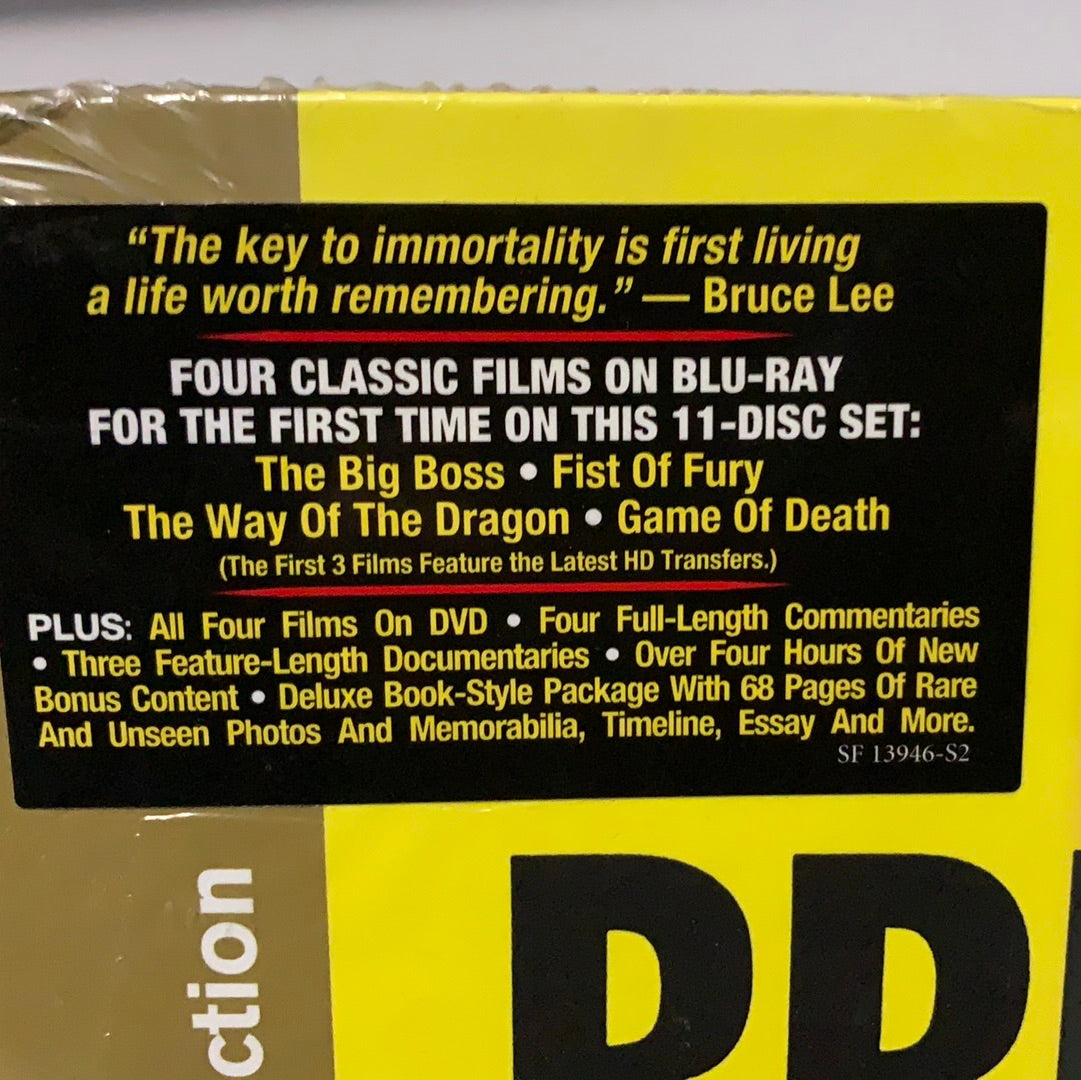 “The key to immortality is first living
a life worth remembering.” — Bruce Lee
FOUR CLASSIC FILMS ON BLU-RAY
FOR THE FIRST TIME ON THIS 11-DISC SET:
The Big Boss • Fist Of Fury
The Way Of The Dragon • Game Of Death
(The First 3 Films Feature the Latest HD Transfers.)
PLUS: All Four Films On DVD • Four Full-Length Commentaries
• Three Feature-Length Documentaries • Over Four Hours Of New
Bonus Content • Deluxe Book-Style Package With 68 Pages Of Rare
And Unseen Photos And Memorabilia, Timeline, Essay And More.
SF 13946-S2
ction